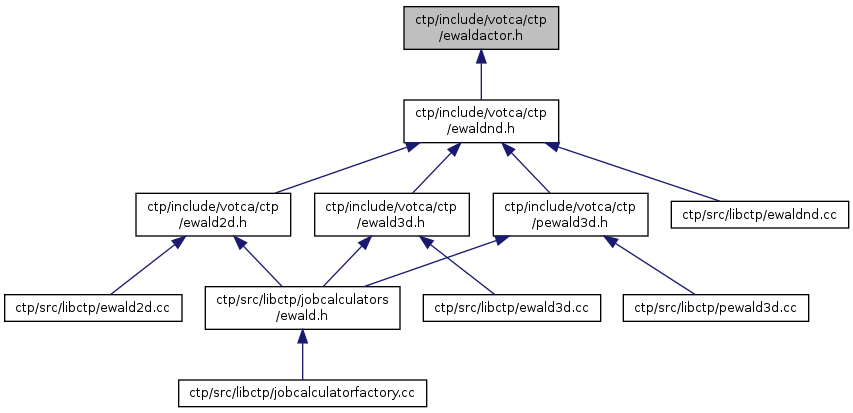 ctp/include/votca/ctp
/ewaldactor.h
ctp/include/votca/ctp
/ewaldnd.h
ctp/include/votca/ctp
/ewald2d.h
ctp/include/votca/ctp
/ewald3d.h
ctp/include/votca/ctp
/pewald3d.h
ctp/src/libctp/ewaldnd.cc
ctp/src/libctp/ewald2d.cc
ctp/src/libctp/jobcalculators
/ewald.h
ctp/src/libctp/ewald3d.cc
ctp/src/libctp/pewald3d.cc
ctp/src/libctp/jobcalculatorfactory.cc